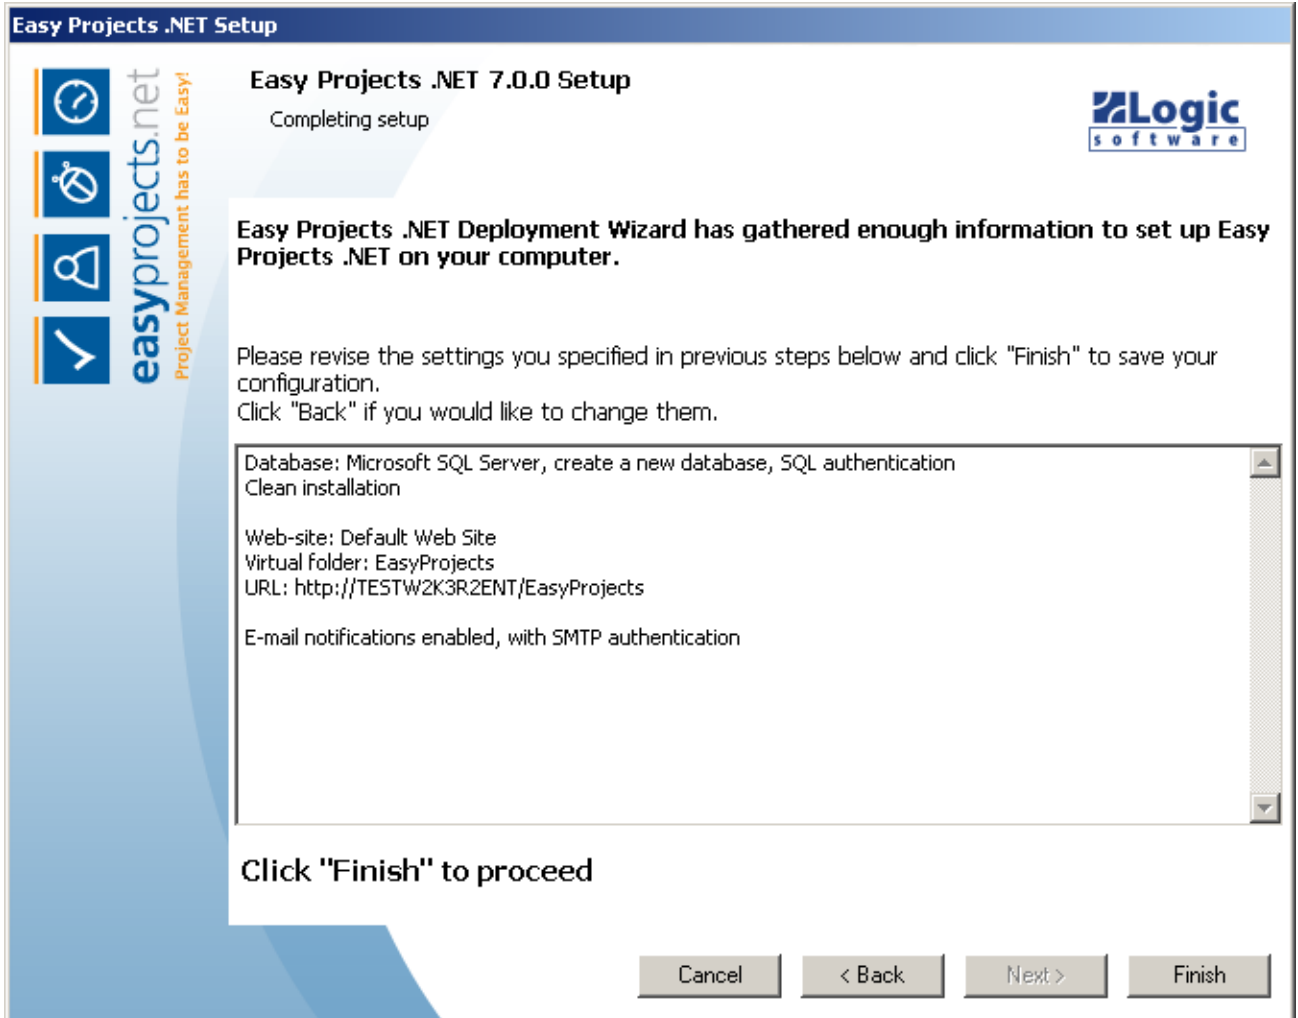 Easy Projects .NET Setup
easyprojects.net
Project Management has to be Easy!
Easy Projects .NET 7.0.0 Setup
Completing setup
Logic
software
Easy Projects .NET Deployment Wizard has gathered enough information to set up Easy
Projects .NET on your computer.
Please revise the settings you specified in previous steps below and click "Finish" to save your
configuration.
Click "Back" if you would like to change them.
Database: Microsoft SQL Server, create a new database, SQL authentication
Clean installation
Web-site: Default Web Site
Virtual folder: EasyProjects
URL: http://TESTW2K3R2ENT/EasyProjects
E-mail notifications enabled, with SMTP authentication
Click "Finish" to proceed
Cancel
< Back
Next >
Finish